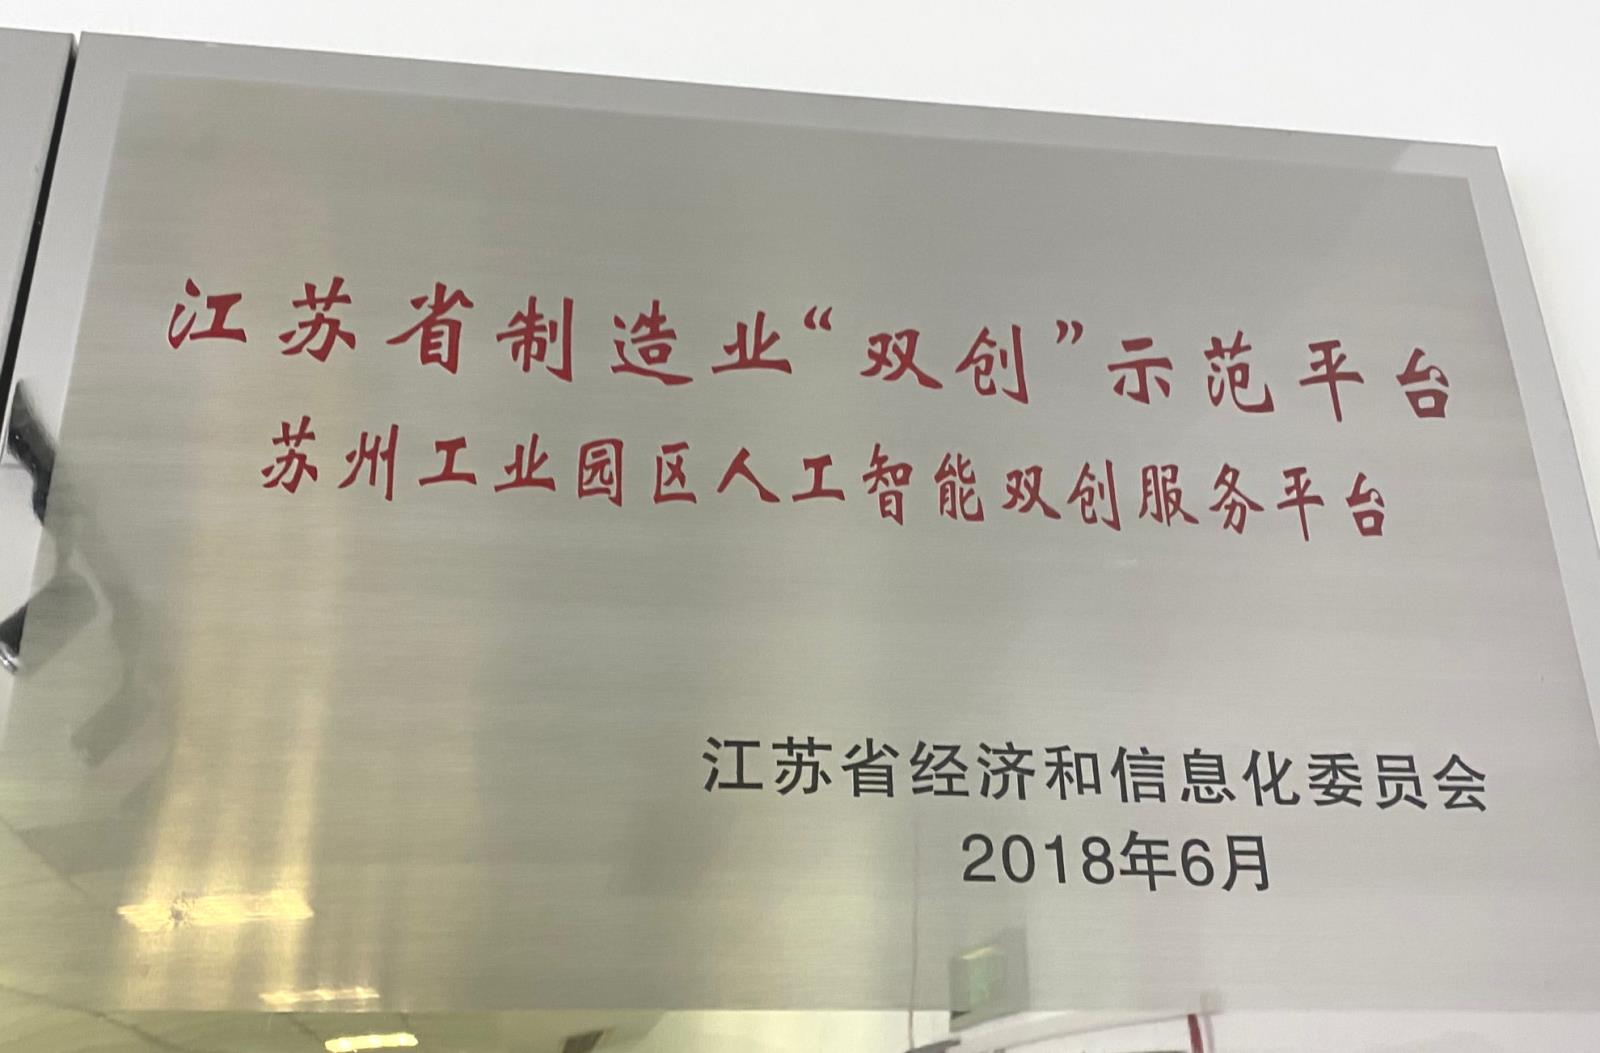 江苏省制造业“双创”示范平台
苏州工业园区人工智能双创服务平台
江苏省经济和信息化委员会
2018年6月